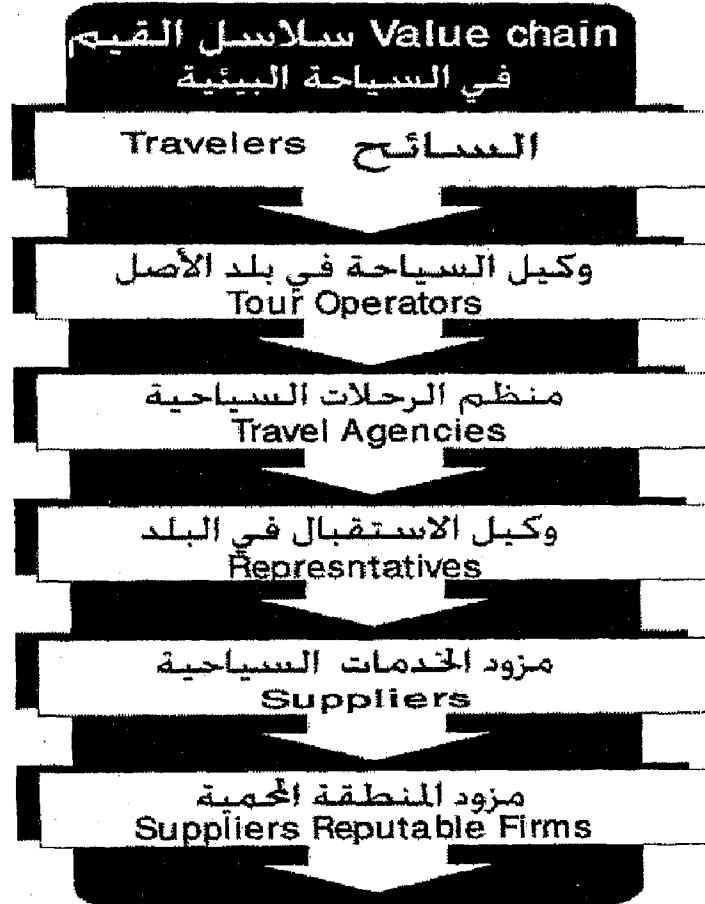 سلاسل القيم Value chain
في السياحة البيئية
السائح Travelers
وكيل السياحة في بلد الأصل
Tour Operators
منظم الرحلات السياحية
Travel Agencies
وكيل الاستقبال في البلد
Represntatives
مزود الخدمات السياحية
Suppliers
مزود المنطقة المحمية
Suppliers Reputable Firms